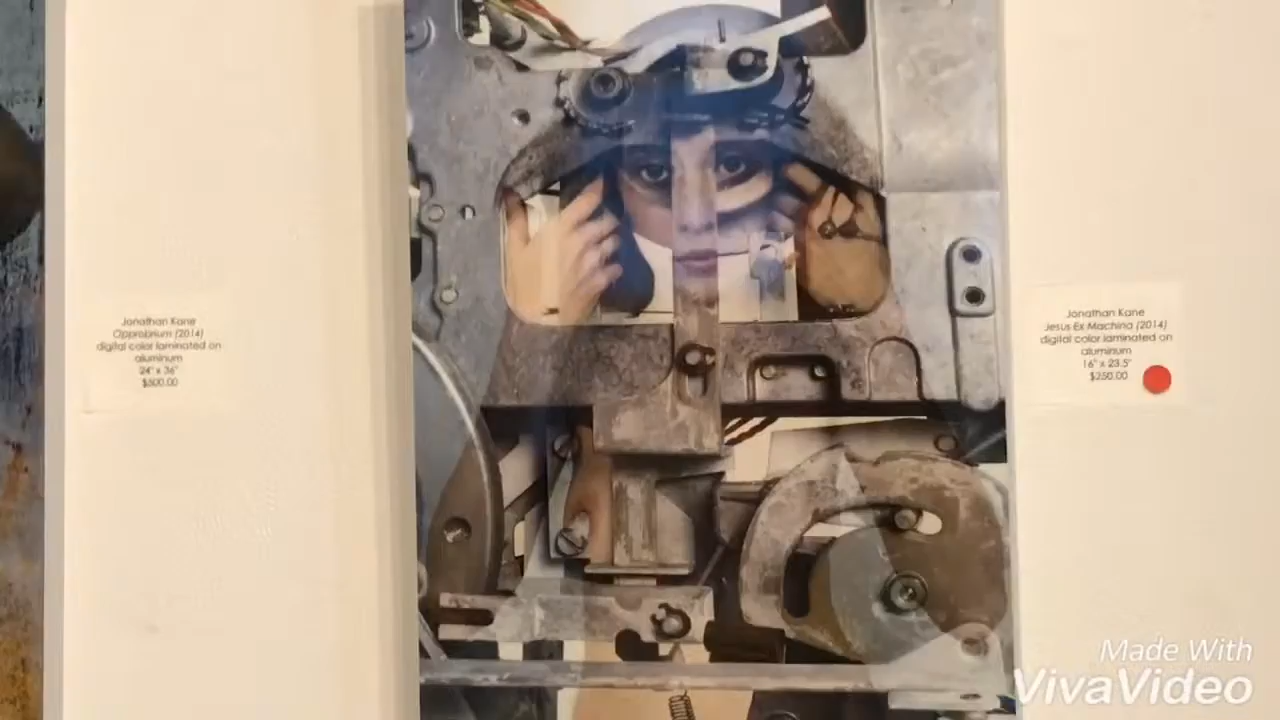 Jonathan Kane
Opprobrium (2014)
digital color laminated on
aluminum
24" x 36"
$500.00
Jonathan Kane
Jesus Ex Machina (2014)
digital color laminated on
aluminum
16" x 23.5"
$250.00
Made With
VivaVideo